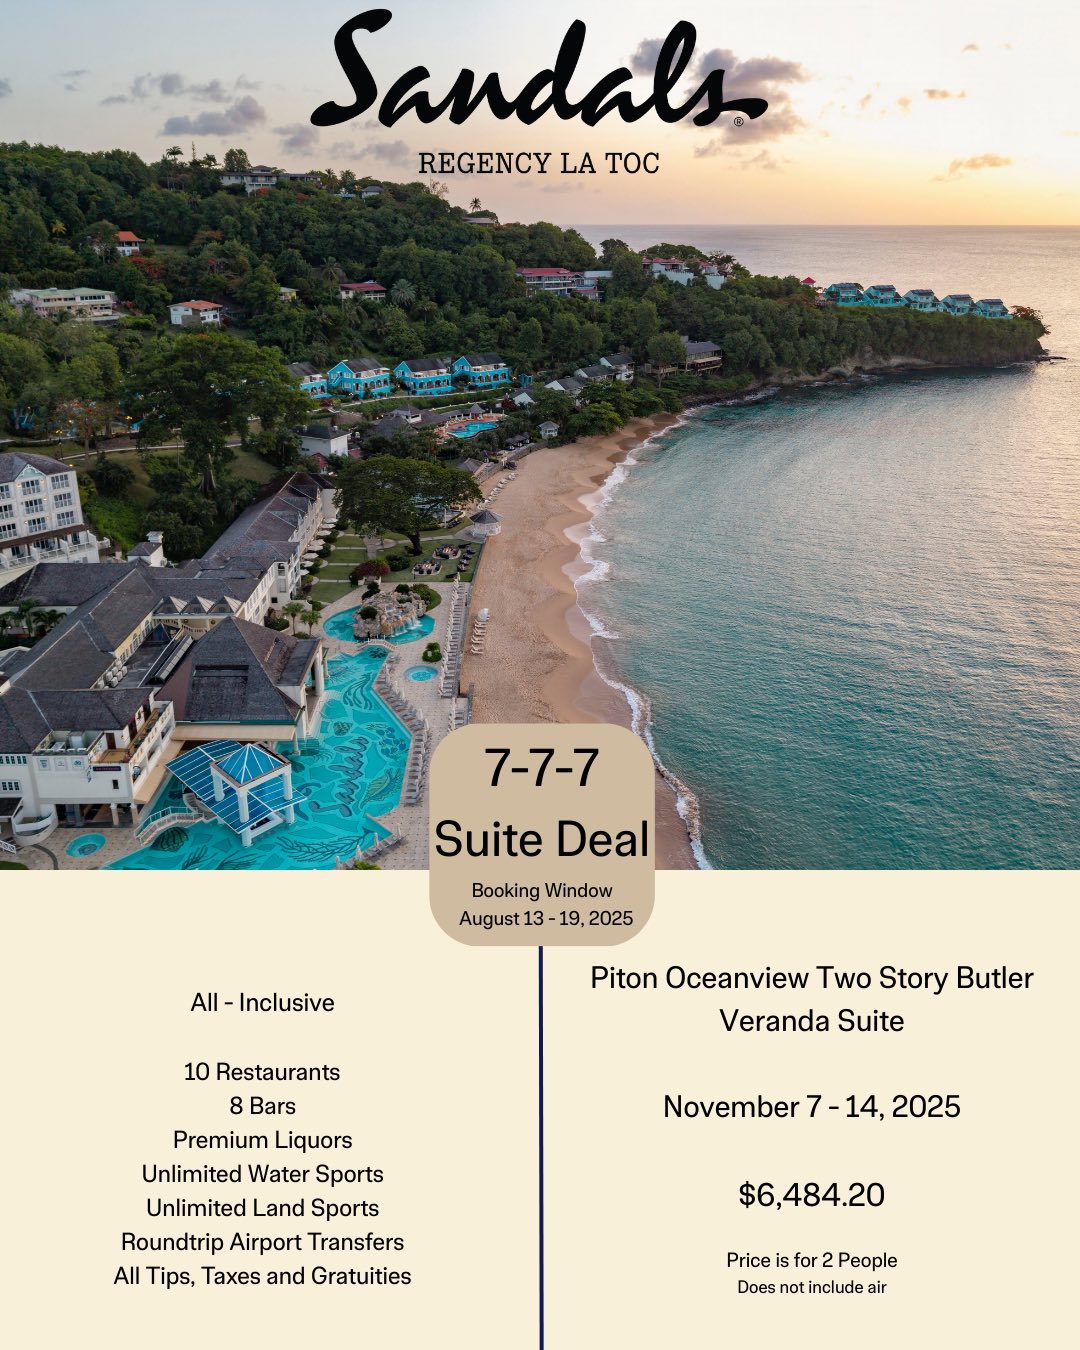 Sandals®
REGENCY LA TOC
Sandals
7-7-7
Suite Deal
Booking Window
August 13 - 19, 2025
All - Inclusive
10 Restaurants
8 Bars
Premium Liquors
Unlimited Water Sports
Unlimited Land Sports
Roundtrip Airport Transfers
All Tips, Taxes and Gratuities
Piton Oceanview Two Story Butler
Veranda Suite
November 7 - 14, 2025
$6,484.20
Price is for 2 People
Does not include air